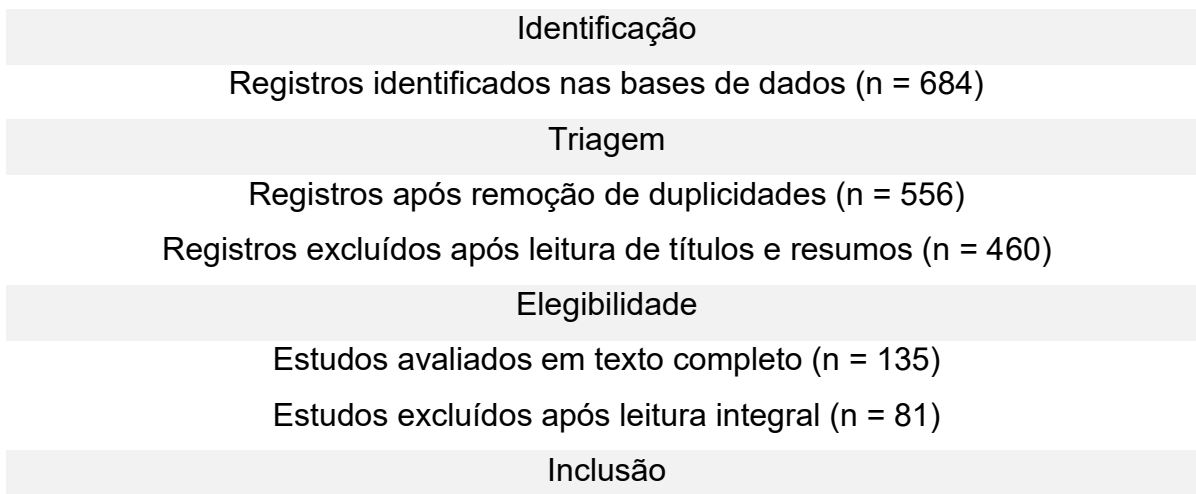 Identificação
Registros identificados nas bases de dados (n = 684)
Triagem
Registros após remoção de duplicidades (n = 556)
Registros excluídos após leitura de títulos e resumos (n = 460)
Elegibilidade
Estudos avaliados em texto completo (n = 135)
Estudos excluídos após leitura integral (n = 81)
Inclusão